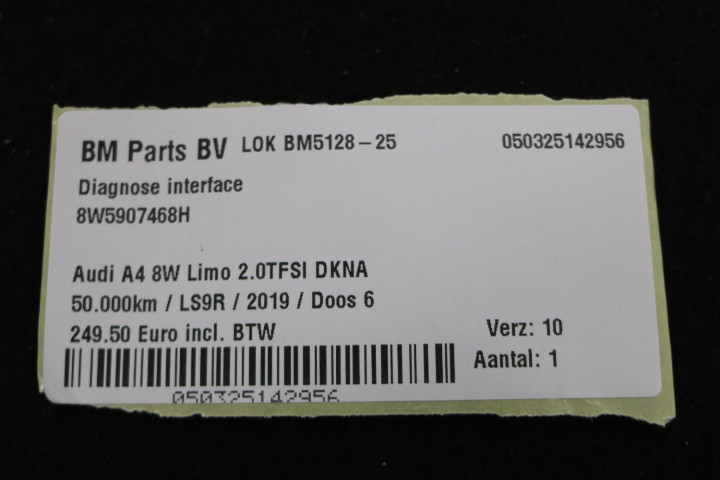 BM Parts BV LOK BM5128-25 050325142956
Diagnose interface
8W5907468H
Audi A4 8W Limo 2.0TFSI DKNA
50.000km / LS9R / 2019 / Doos 6
249.50 Euro incl. BTW Verz: 10
Aantal: 1
050325142956